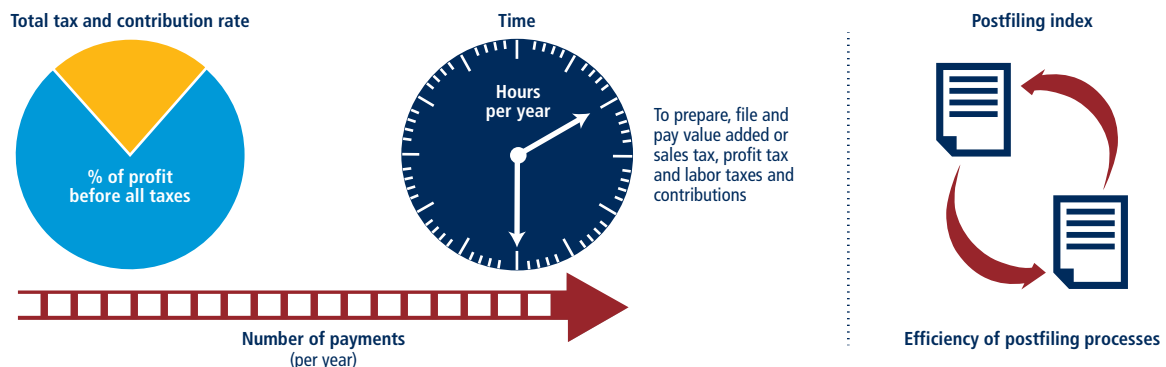 Total tax and contribution rate
% of profit
before all taxes
Time
Hours
per year
To prepare, file and
pay value added or
sales tax, profit tax
and labor taxes and
contributions
Number of payments
(per year)
Postfiling index
Efficiency of postfiling processes